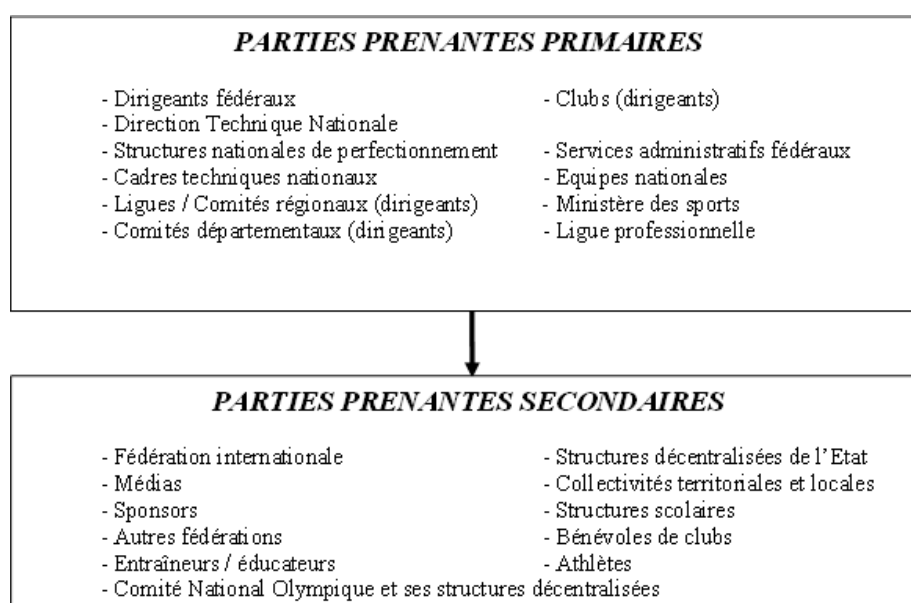 PARTIES PRENANTES PRIMAIRES
- Dirigeants fédéraux
- Direction Technique Nationale
- Structures nationales de perfectionnement
- Cadres techniques nationaux
- Ligues / Comités régionaux (dirigeants)
- Comités départementaux (dirigeants)
- Clubs (dirigeants)
- Services administratifs fédéraux
- Equipes nationales
- Ministère des sports
- Ligue professionnelle
PARTIES PRENANTES SECONDAIRES
- Fédération internationale
- Médias
- Sponsors
- Autres fédérations
- Entraîneurs / éducateurs
- Comité National Olympique et ses structures décentralisées
- Structures décentralisées de l'Etat
- Collectivités territoriales et locales
- Structures scolaires
- Bénévoles de clubs
- Athlètes